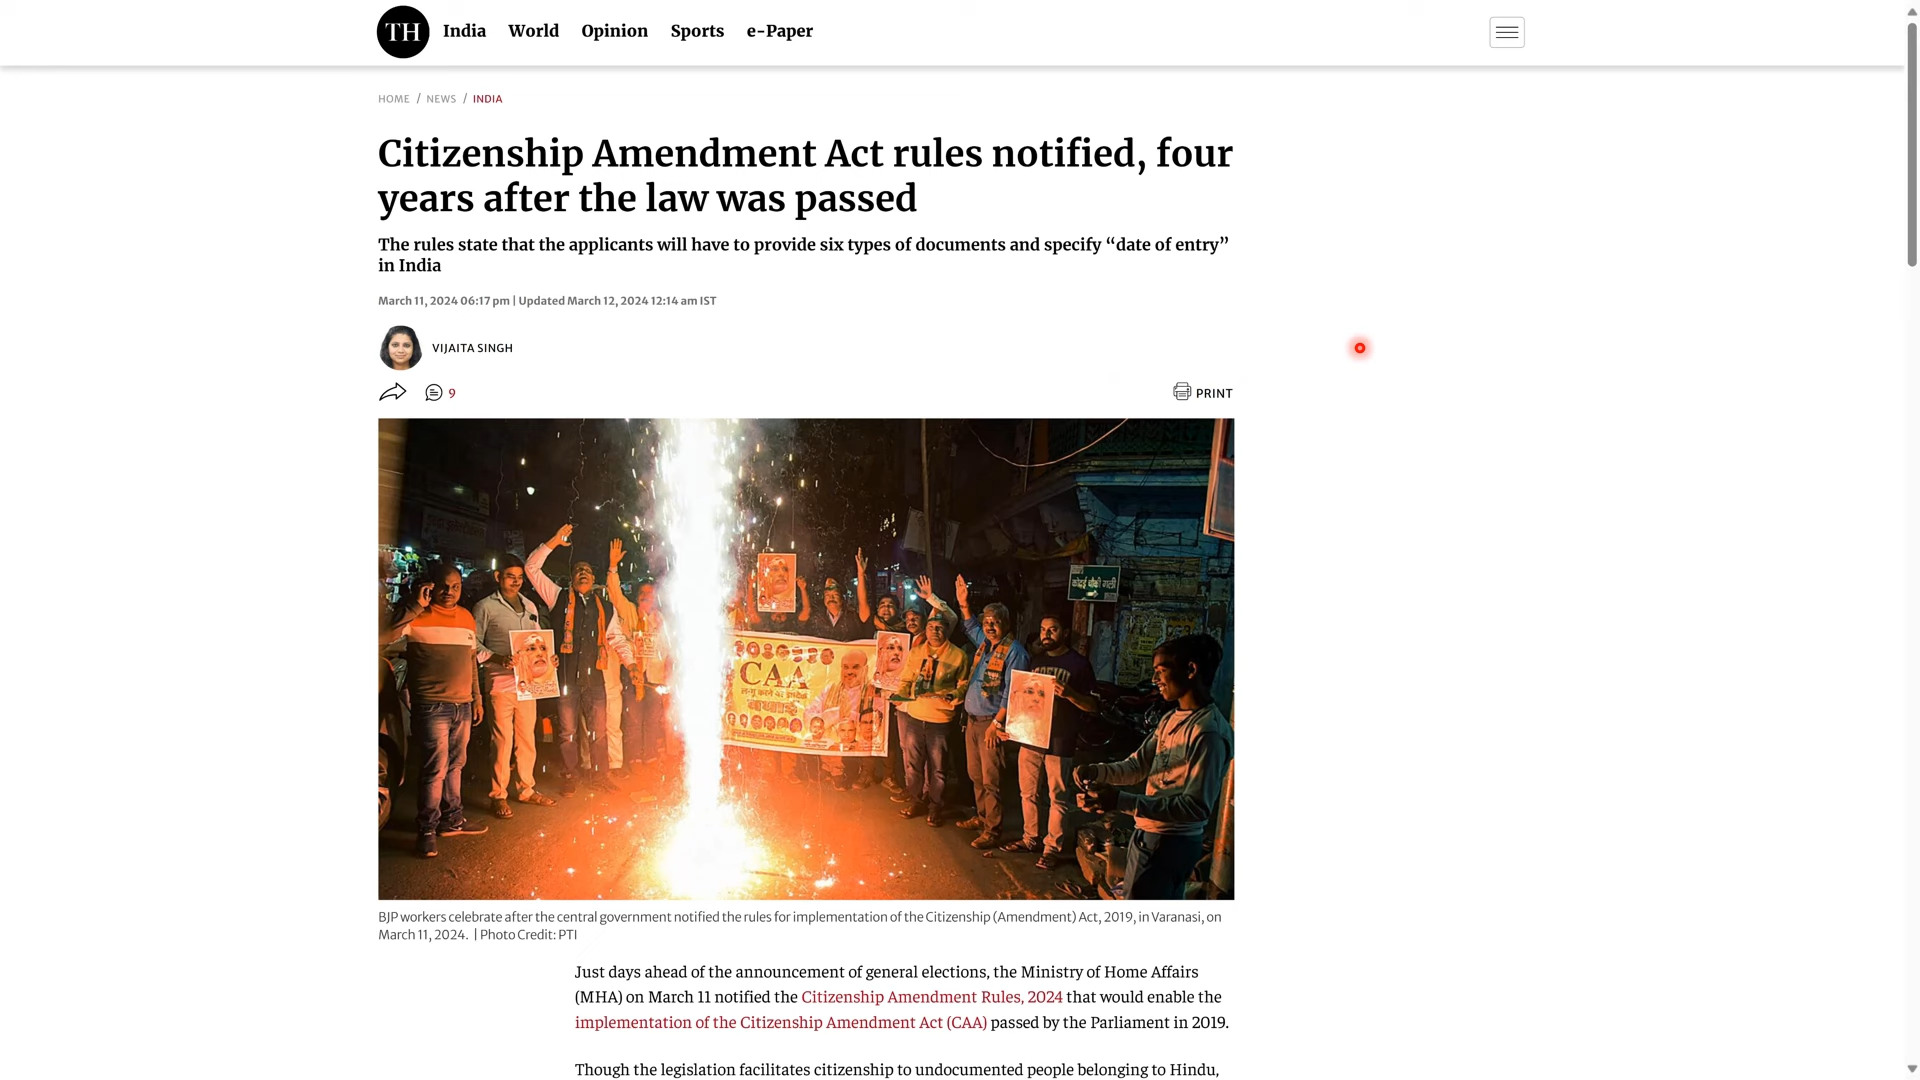 TH India World Opinion Sports e-Paper
HOME / NEWS / INDIA
Citizenship Amendment Act rules notified, four
years after the law was passed
The rules state that the applicants will have to provide six types of documents and specify “date of entry”
in India
March 11, 2024 06:17 pm | Updated March 12, 2024 12:14 am IST
VIJAITA SINGH
9 PRINT
CAA
BJP workers celebrate after the central government notified the rules for implementation of the Citizenship (Amendment) Act, 2019, in Varanasi, on
March 11, 2024. | Photo Credit: PTI
Just days ahead of the announcement of general elections, the Ministry of Home Affairs
(MHA) on March 11 notified the Citizenship Amendment Rules, 2024 that would enable the
implementation of the Citizenship Amendment Act (CAA) passed by the Parliament in 2019.
Though the legislation facilitates citizenship to undocumented people belonging to Hindu,